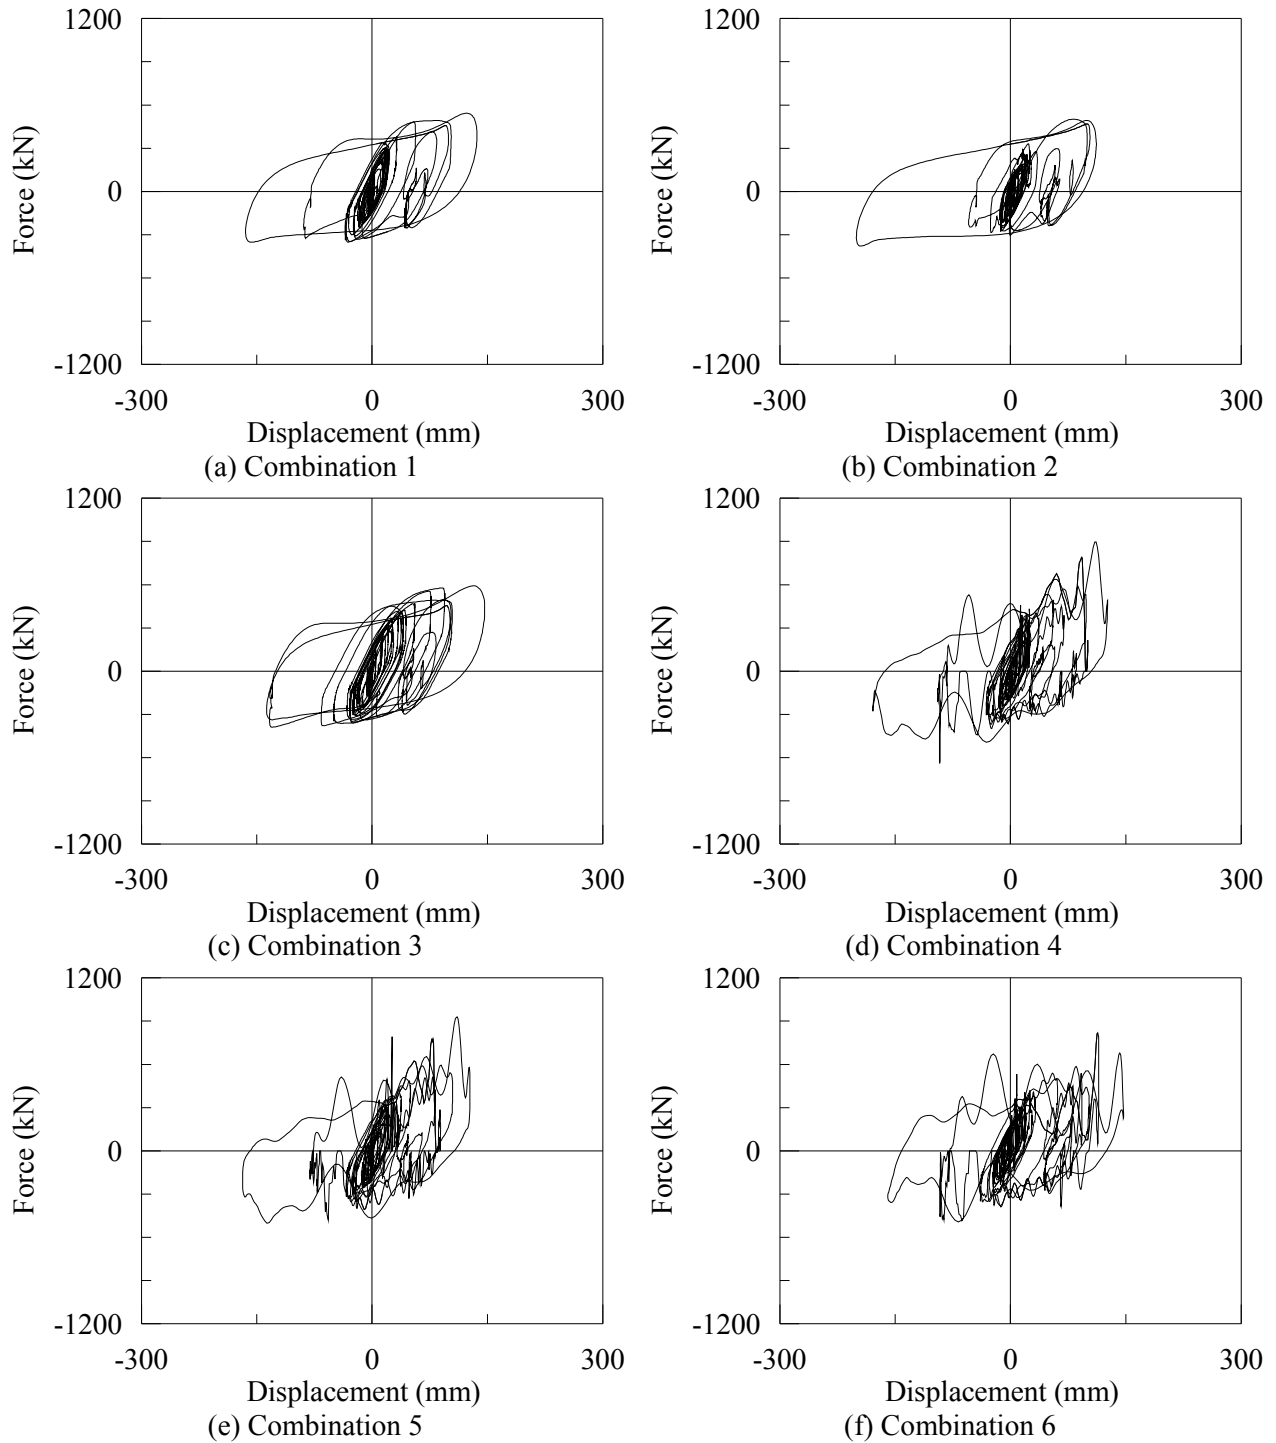 1200
Force (kN)
0
-1200
-300 0 300
Displacement (mm)
(a) Combination 1
1200
Force (kN)
0
-1200
-300 0 300
Displacement (mm)
(b) Combination 2
1200
Force (kN)
0
-1200
-300 0 300
Displacement (mm)
(c) Combination 3
1200
Force (kN)
0
-1200
-300 0 300
Displacement (mm)
(d) Combination 4
1200
Force (kN)
0
-1200
-300 0 300
Displacement (mm)
(e) Combination 5
1200
Force (kN)
0
-1200
-300 0 300
Displacement (mm)
(f) Combination 6